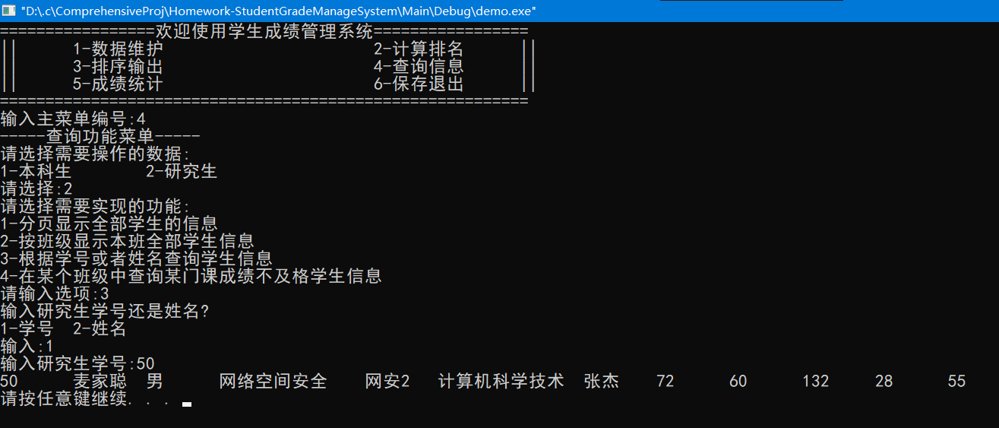 "D:\.c\ComprehensiveProj\Homework-StudentGradeManageSystem\Main\Debug\demo.exe"
=================欢迎使用学生成绩管理系统=================
|| 1-数据维护 2-计算排名 ||
|| 3-排序输出 4-查询信息 ||
|| 5-成绩统计 6-保存退出 ||
==========================================================
输入主菜单编号:4
-----查询功能菜单-----
请选择需要操作的数据:
1-本科生 2-研究生
请选择:2
请选择需要实现的功能:
1-分页显示全部学生的信息
2-按班级显示本班全部学生信息
3-根据学号或者姓名查询学生信息
4-在某个班级中查询某门课成绩不及格学生信息
请输入选项:3
输入研究生学号还是姓名?
1-学号 2-姓名
输入:1
输入研究生学号:50
50 麦家聪 男 网络空间安全 网安2 计算机科学技术 张杰 72 60 132 28 55
请按任意键继续. . .